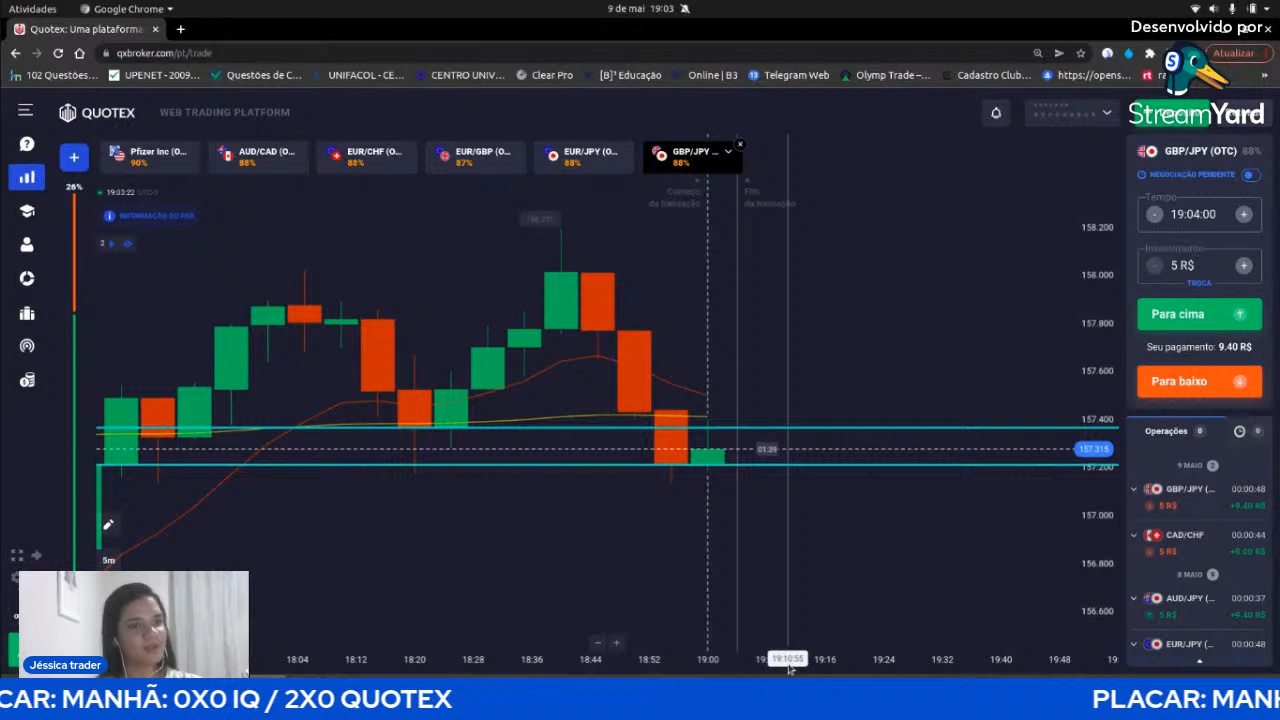 Atividades
Google Chrome
9 de mai 19:03
Quotex: Uma plataforma
Desenvolvido por
qxbroker.com/pt/trade
Atualizar
102 Questões...
UPENET - 2009...
Questões de C...
UNIFACOL - CE...
CENTRO UNIV...
Clear Pro
[B]³ Educação
Online | B3
Telegram Web
Olymp Trade –...
Cadastro Club...
https://opens...
StreamYard
QUOTEX
WEB TRADING PLATFORM
Pfizer Inc (O...
90%
AUD/CAD (O...
88%
EUR/CHF (O...
88%
EUR/GBP (O...
87%
EUR/JPY (O...
88%
GBP/JPY ...
88%
GBP/JPY (OTC) 88%
26%
19:03:22
INFORMAÇÃO DO PAR
2
Começo
da transação
Fim
da transação
NEGOCIAÇÃO PENDENTE
Tempo
- 19:04:00 +
Investimento
- 5 R$ +
TROCA
Para cima
Seu pagamento: 9.40 R$
Para baixo
158.200
158.000
157.800
157.600
157.400
157.315
157.200
157.000
156.800
156.600
01:39
5m
Operações 0
0
9 MAIO 2
GBP/JPY (... 00:00:48
5 R$ +9.40 R$
CAD/CHF 00:00:44
5 R$ +9.00 R$
8 MAIO
AUD/JPY (... 00:00:37
5 R$ +9.40 R$
EUR/JPY (... 00:00:48
18:04
18:12
18:20
18:28
18:36
18:44
18:52
19:00
19:10:55
19:16
19:24
19:32
19:40
19:48
19:56
Jéssica trader
PLACAR: MANHÃ: 0X0 IQ / 2X0 QUOTEX
PLACAR: MANH